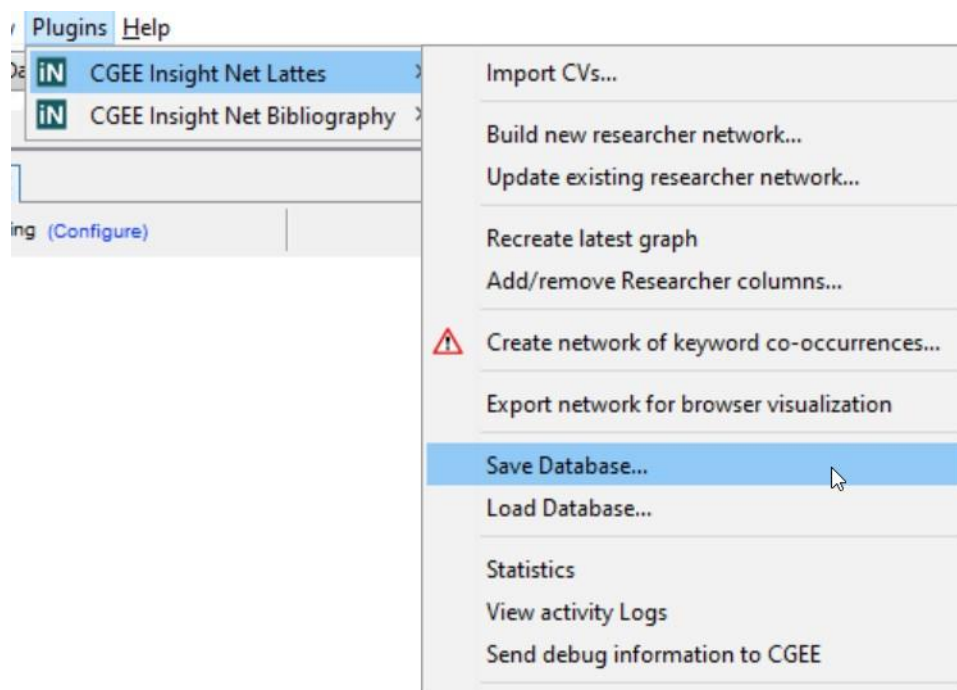 Plugins Help
iN CGEE Insight Net Lattes
iN CGEE Insight Net Bibliography
(Configure)
Import CVs...
Build new researcher network...
Update existing researcher network...
Recreate latest graph
Add/remove Researcher columns...
Create network of keyword co-occurrences...
Export network for browser visualization
Save Database...
Load Database...
Statistics
View activity Logs
Send debug information to CGEE